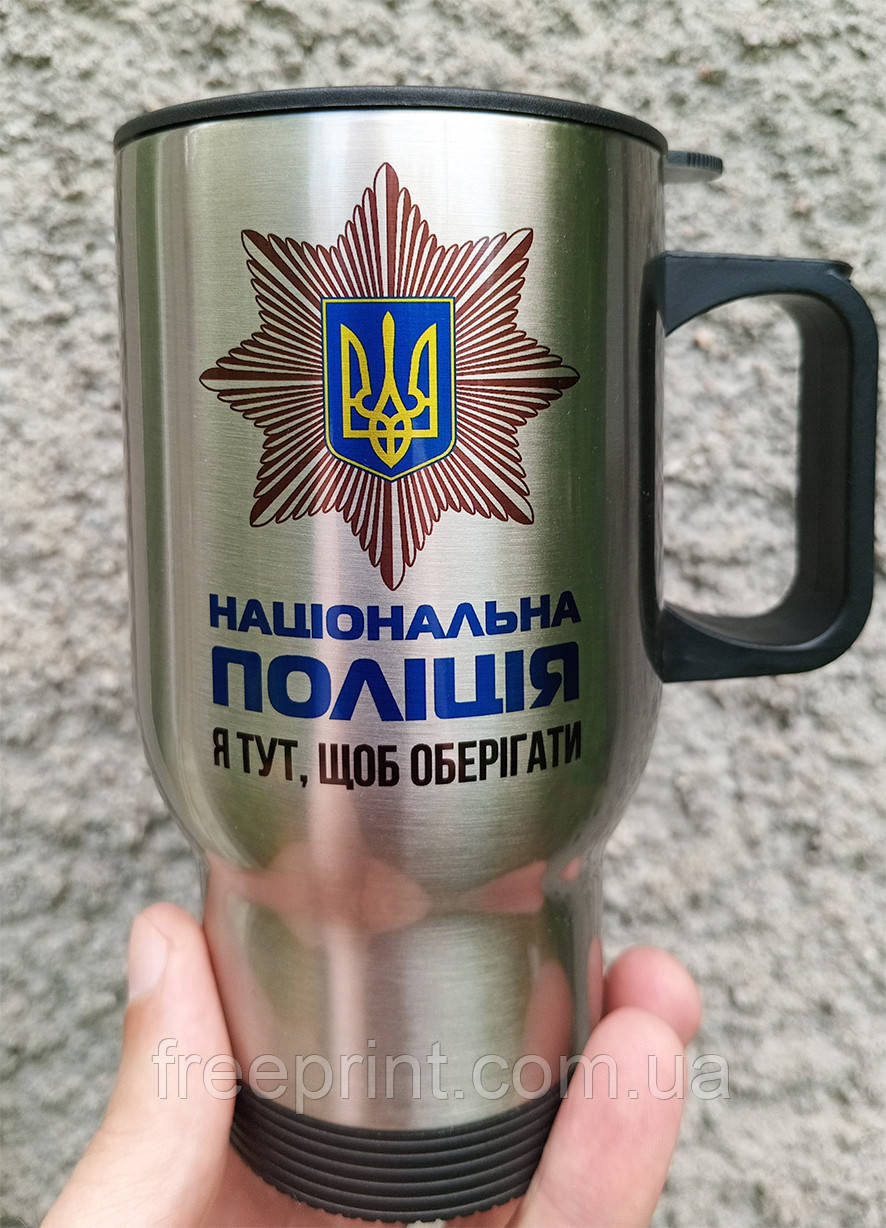 НАЦІОНАЛЬНА
ПОЛІЦІЯ
Я ТУТ, ЩОБ ОБЕРІГАТИ
freeprint.com.ua